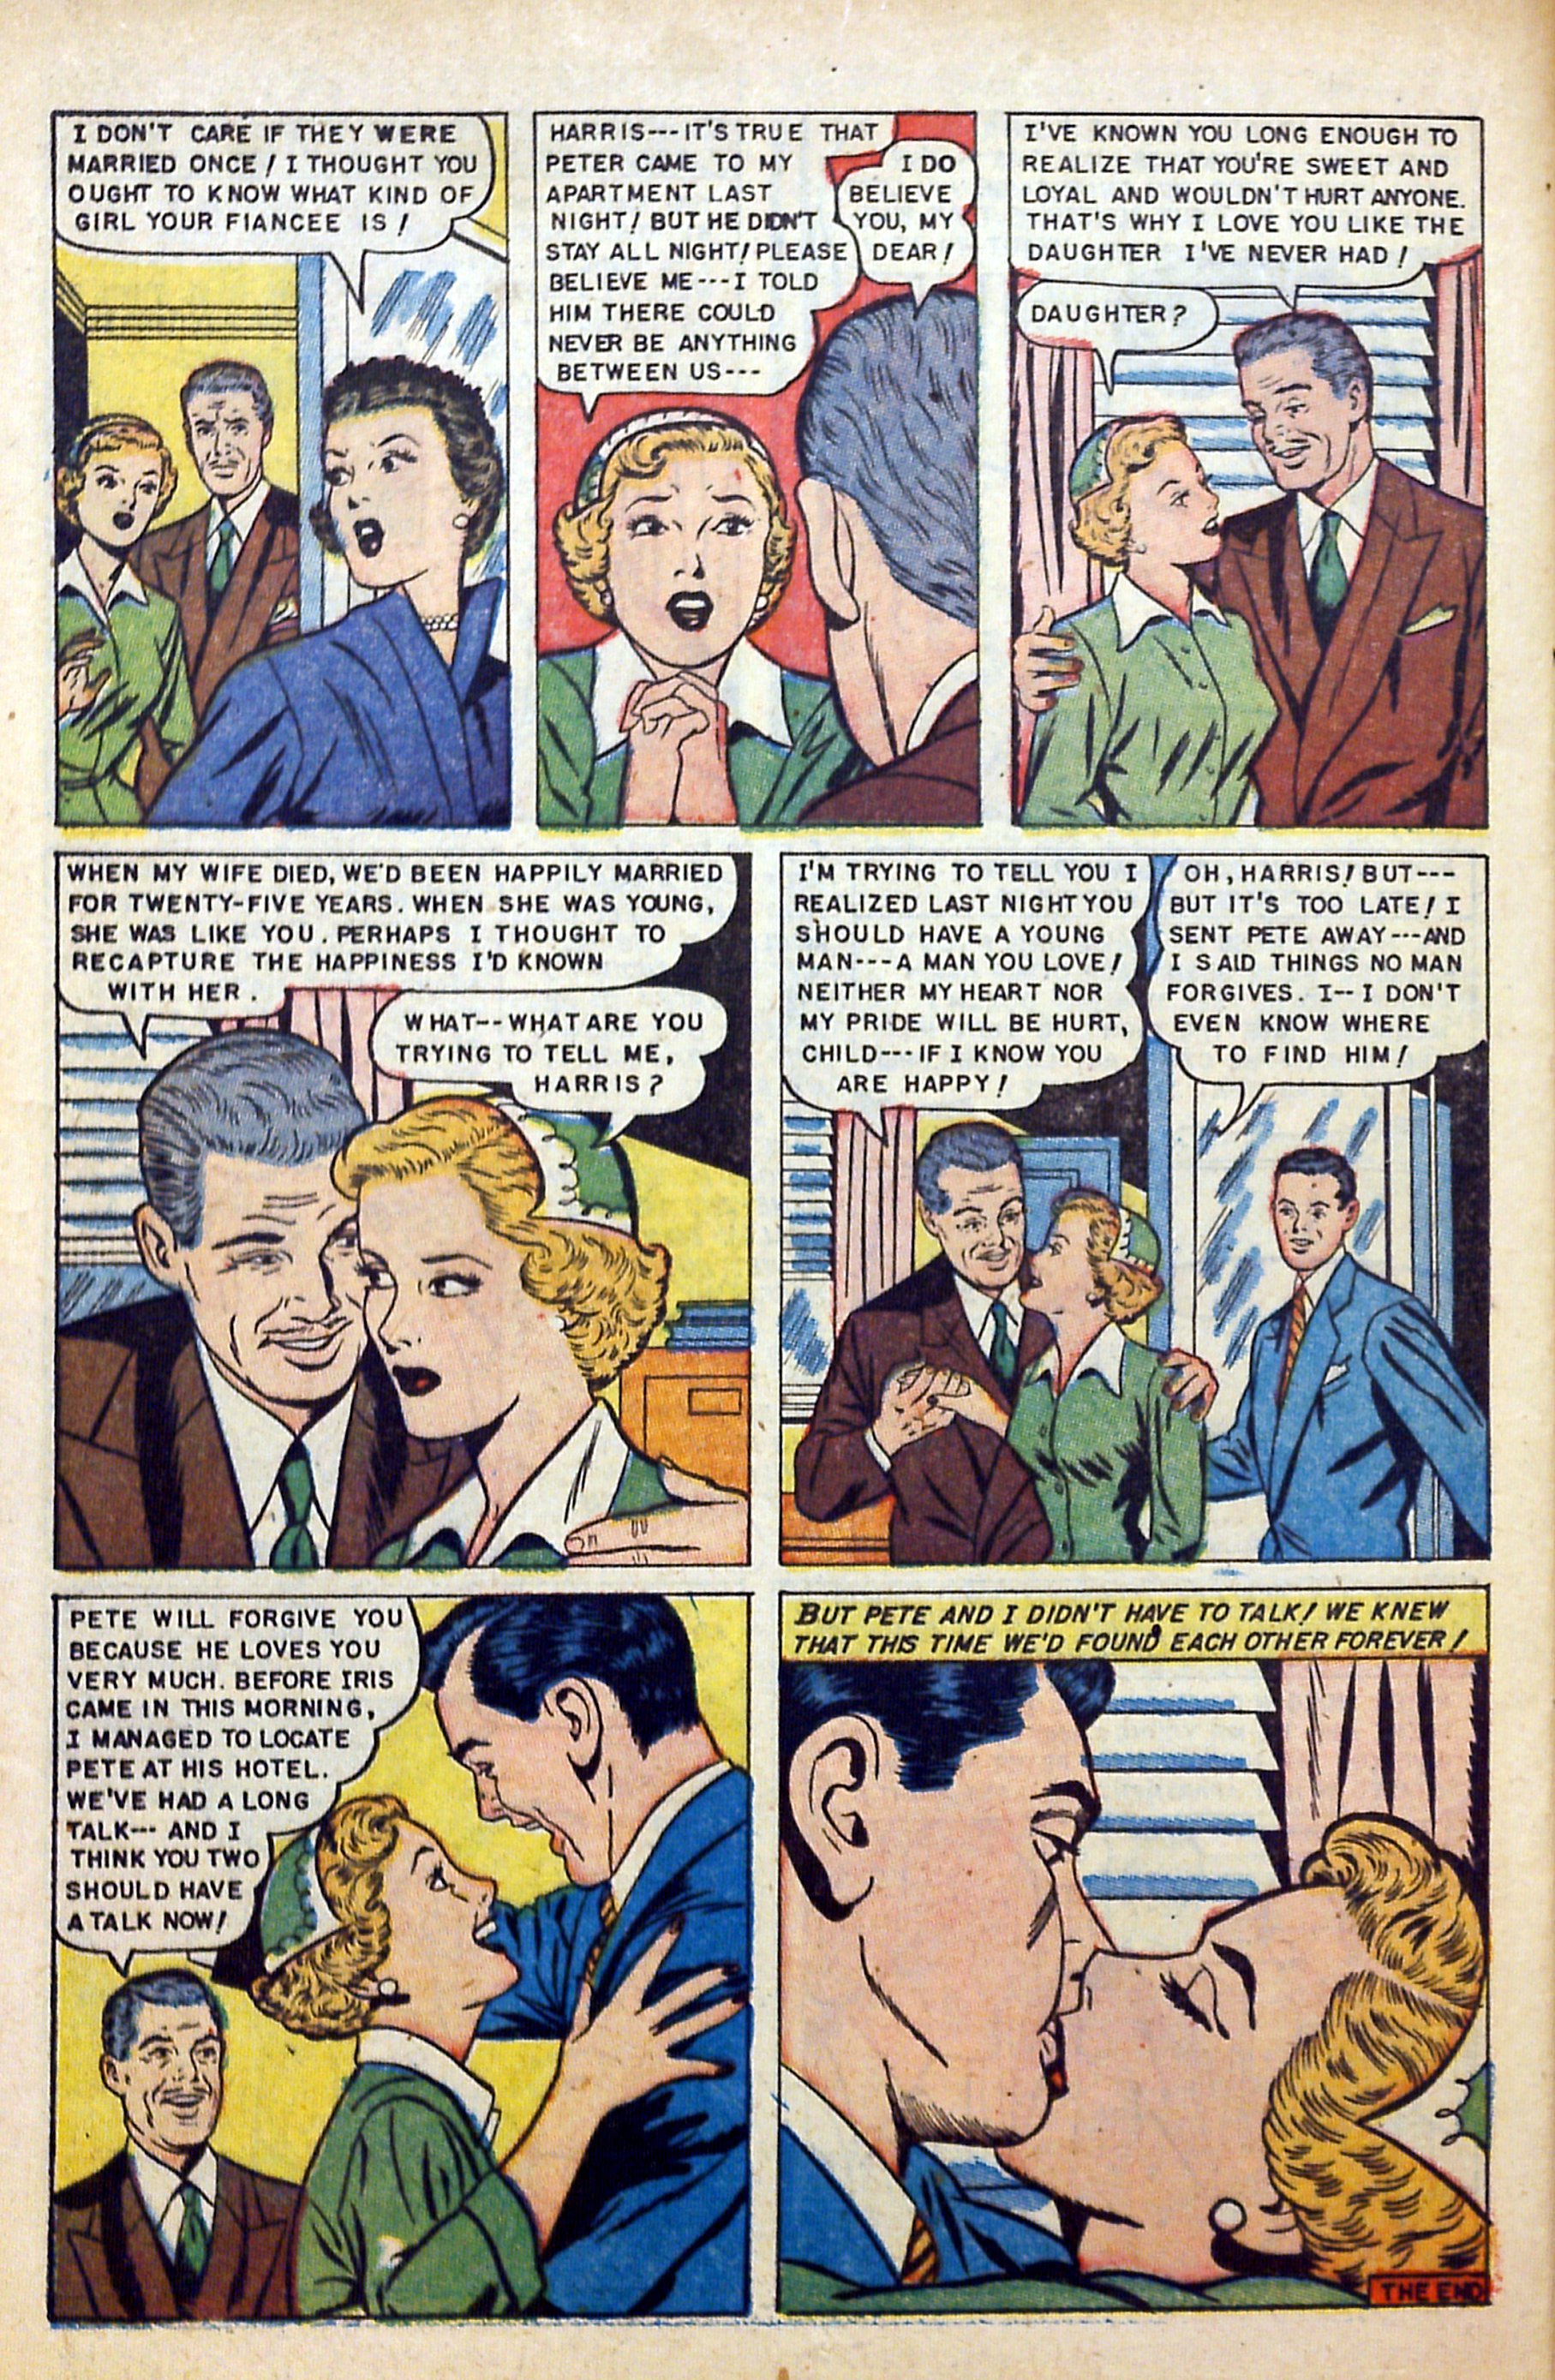 I DON'T CARE IF THEY WERE
MARRIED ONCE! I THOUGHT YOU
OUGHT TO KNOW WHAT KIND OF
GIRL YOUR FIANCEE IS!
HARRIS---IT'S TRUE THAT
PETER CAME TO MY
APARTMENT LAST
NIGHT! BUT HE DIDN'T
STAY ALL NIGHT! PLEASE
BELIEVE ME---I TOLD
HIM THERE COULD
NEVER BE ANYTHING
BETWEEN US---
I DO
BELIEVE
YOU, MY
DEAR!
I'VE KNOWN YOU LONG ENOUGH TO
REALIZE THAT YOU'RE SWEET AND
LOYAL AND WOULDN'T HURT ANYONE.
THAT'S WHY I LOVE YOU LIKE THE
DAUGHTER I'VE NEVER HAD!
DAUGHTER?
WHEN MY WIFE DIED, WE'D BEEN HAPPILY MARRIED
FOR TWENTY-FIVE YEARS. WHEN SHE WAS YOUNG,
SHE WAS LIKE YOU. PERHAPS I THOUGHT TO
RECAPTURE THE HAPPINESS I'D KNOWN
WITH HER.
WHAT--WHAT ARE YOU
TRYING TO TELL ME,
HARRIS?
I'M TRYING TO TELL YOU I
REALIZED LAST NIGHT YOU
SHOULD HAVE A YOUNG
MAN---A MAN YOU LOVE!
NEITHER MY HEART NOR
MY PRIDE WILL BE HURT,
CHILD---IF I KNOW YOU
ARE HAPPY!
OH, HARRIS! BUT---
BUT IT'S TOO LATE! I
SENT PETE AWAY---AND
I SAID THINGS NO MAN
FORGIVES. I--I DON'T
EVEN KNOW WHERE
TO FIND HIM!
PETE WILL FORGIVE YOU
BECAUSE HE LOVES YOU
VERY MUCH. BEFORE IRIS
CAME IN THIS MORNING,
I MANAGED TO LOCATE
PETE AT HIS HOTEL.
WE'VE HAD A LONG
TALK--- AND I
THINK YOU TWO
SHOULD HAVE
A TALK NOW!
BUT PETE AND I DIDN'T HAVE TO TALK! WE KNEW
THAT THIS TIME WE'D FOUND EACH OTHER FOREVER!
THE END